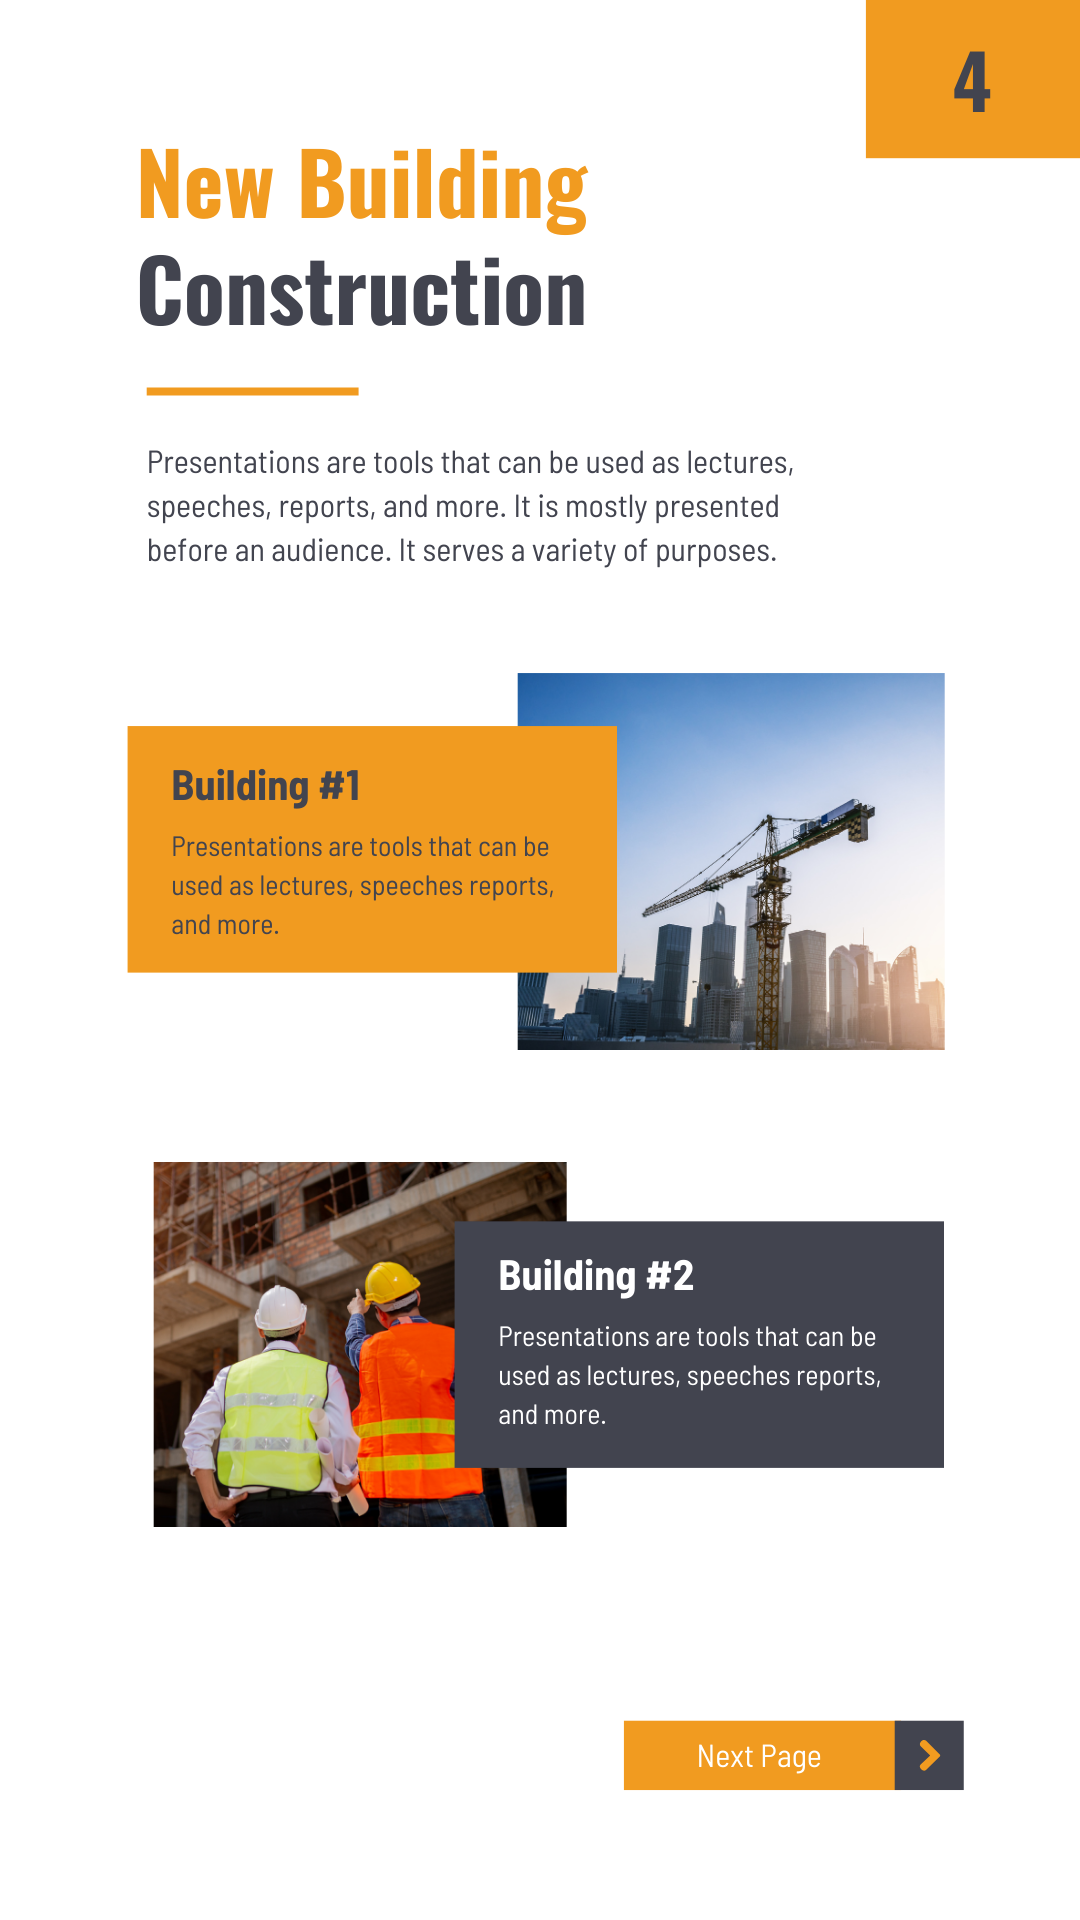 4
New Building
Construction
Presentations are tools that can be used as lectures,
speeches, reports, and more. It is mostly presented
before an audience. It serves a variety of purposes.
Building #1
Presentations are tools that can be
used as lectures, speeches reports,
and more.
Building #2
Presentations are tools that can be
used as lectures, speeches reports,
and more.
Next Page